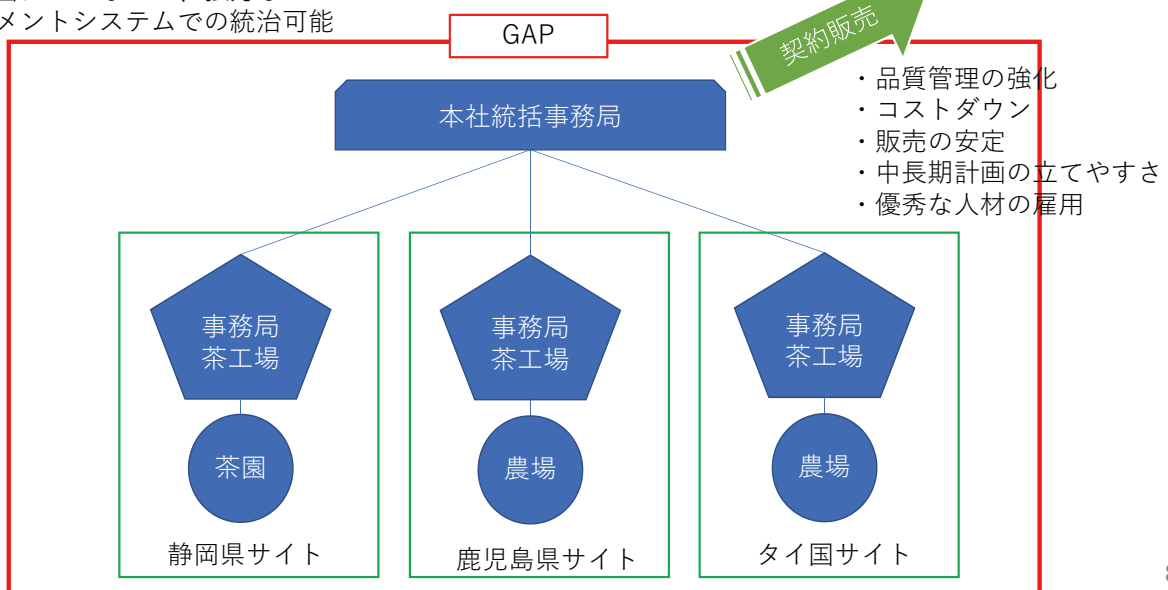 メントシステムでの統治可能
GAP
契約販売
・品質管理の強化
・コストダウン
・販売の安定
・中長期計画の立てやすさ
・優秀な人材の雇用
本社統括事務局
事務局
茶工場
茶園
静岡県サイト
事務局
茶工場
農場
鹿児島県サイト
事務局
茶工場
農場
タイ国サイト